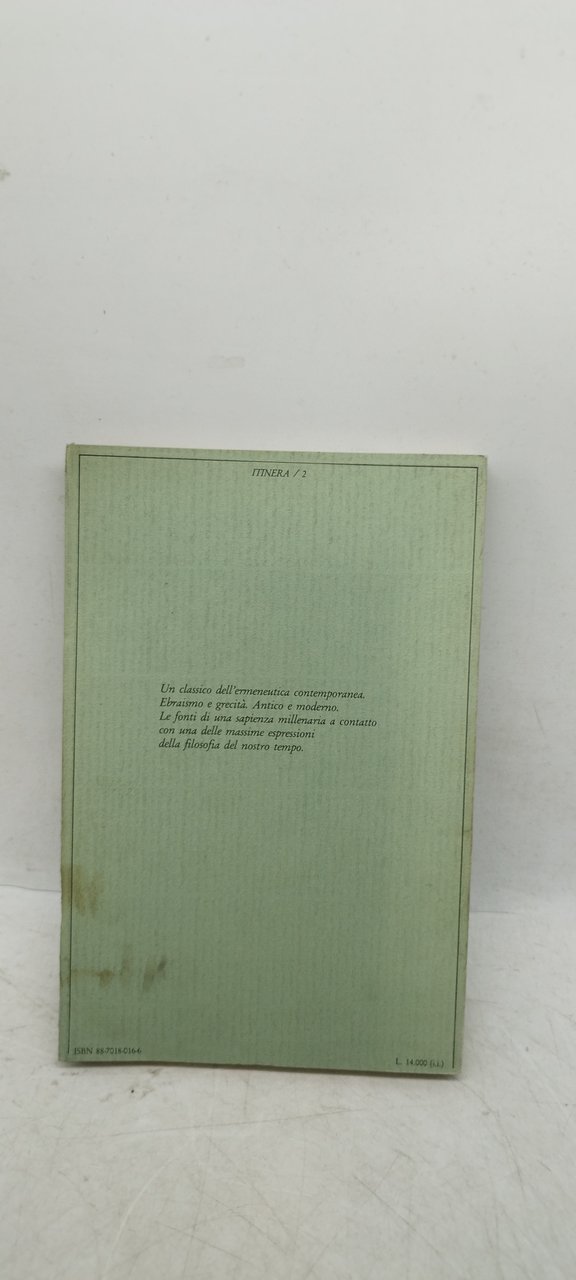 ITINERA / 2
Un classico dell'ermeneutica contemporanea.
Ebraismo e grecità. Antico e moderno.
Le fonti di una sapienza millenaria a contatto
con una delle massime espressioni
della filosofia del nostro tempo.
ISBN 88-7018-016-6
L. 14.000 (i.i.)